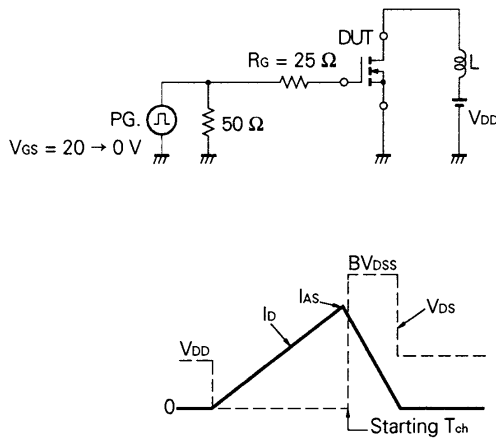 DUT
RG = 25 Ω
L
PG.
50 Ω
VDD
VGS = 20 → 0 V
BVDSS
IAS
ID
VDS
VDD
0
Starting Tch